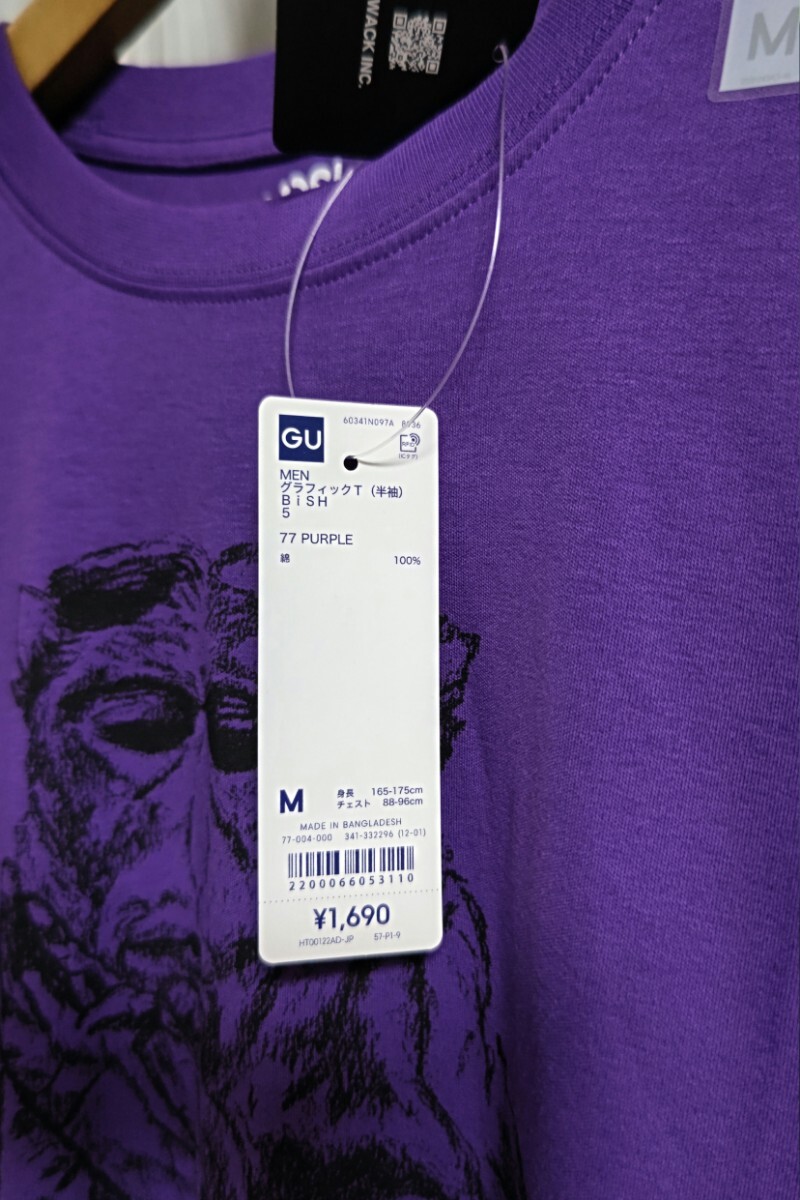 WACK INC.
M
GU
60341N097A 8036
MEN
グラフィックT（半袖）
BiSH
5
77 PURPLE
綿 100%
M 身長 165-175cm
チェスト 88-96cm
MADE IN BANGLADESH
77-004-000 341-332296 (12-01)
2200066053110
¥1,690
HT00122AD-JP 57-P1-9